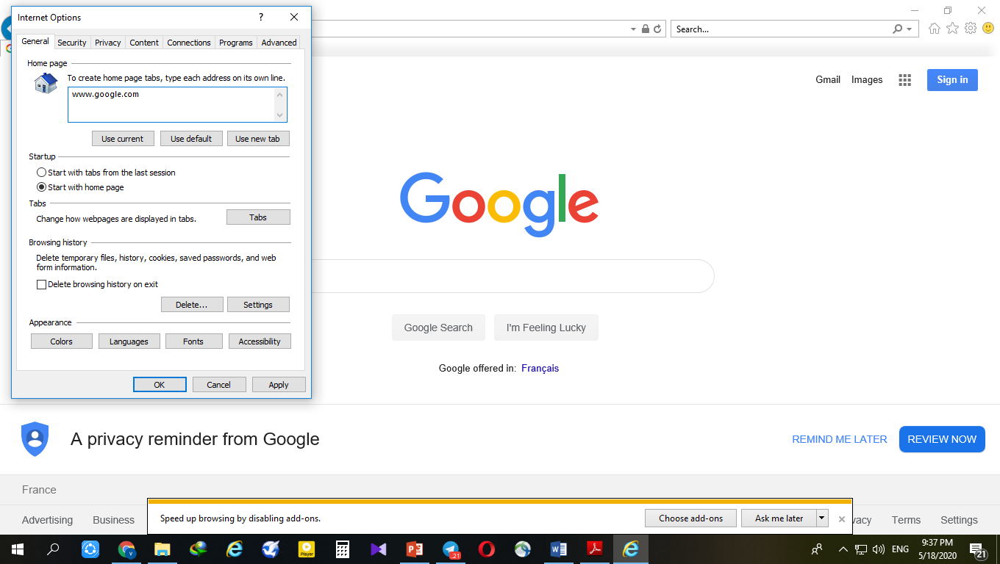 Internet Options
?
General Security Privacy Content Connections Programs Advanced
Home page
To create home page tabs, type each address on its own line.
www.google.com
Use current Use default Use new tab
Startup
Start with tabs from the last session
Start with home page
Tabs
Change how webpages are displayed in tabs.
Tabs
Browsing history
Delete temporary files, history, cookies, saved passwords, and web
form information.
Delete browsing history on exit
Delete... Settings
Appearance
Colors Languages Fonts Accessibility
OK Cancel Apply
Search...
Gmail Images Sign in
Google
Google Search I'm Feeling Lucky
Google offered in: Français
A privacy reminder from Google
REMIND ME LATER REVIEW NOW
France
Advertising Business vacy Terms Settings
Speed up browsing by disabling add-ons.
Choose add-ons Ask me later
Player
21
ENG
9:37 PM
5/18/2020
21